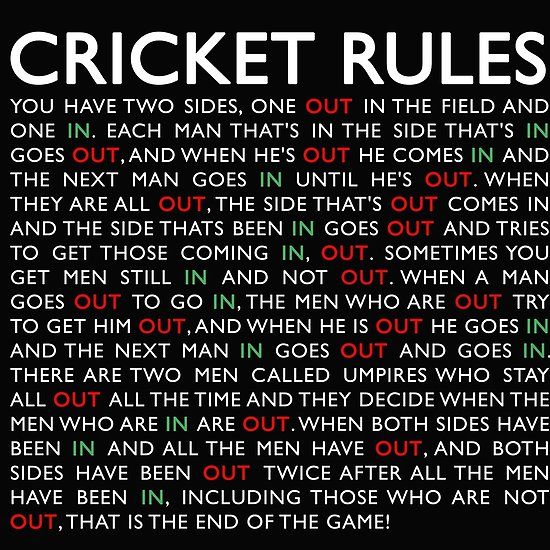 CRICKET RULES
YOU HAVE TWO SIDES, ONE OUT IN THE FIELD AND
ONE IN. EACH MAN THAT'S IN THE SIDE THAT'S IN
GOES OUT, AND WHEN HE'S OUT HE COMES IN AND
THE NEXT MAN GOES IN UNTIL HE'S OUT. WHEN
THEY ARE ALL OUT, THE SIDE THAT'S OUT COMES IN
AND THE SIDE THATS BEEN IN GOES OUT AND TRIES
TO GET THOSE COMING IN, OUT. SOMETIMES YOU
GET MEN STILL IN AND NOT OUT. WHEN A MAN
GOES OUT TO GO IN, THE MEN WHO ARE OUT TRY
TO GET HIM OUT, AND WHEN HE IS OUT HE GOES IN
AND THE NEXT MAN IN GOES OUT AND GOES IN.
THERE ARE TWO MEN CALLED UMPIRES WHO STAY
ALL OUT ALL THE TIME AND THEY DECIDE WHEN THE
MEN WHO ARE IN ARE OUT. WHEN BOTH SIDES HAVE
BEEN IN AND ALL THE MEN HAVE OUT, AND BOTH
SIDES HAVE BEEN OUT TWICE AFTER ALL THE MEN
HAVE BEEN IN, INCLUDING THOSE WHO ARE NOT
OUT, THAT IS THE END OF THE GAME!